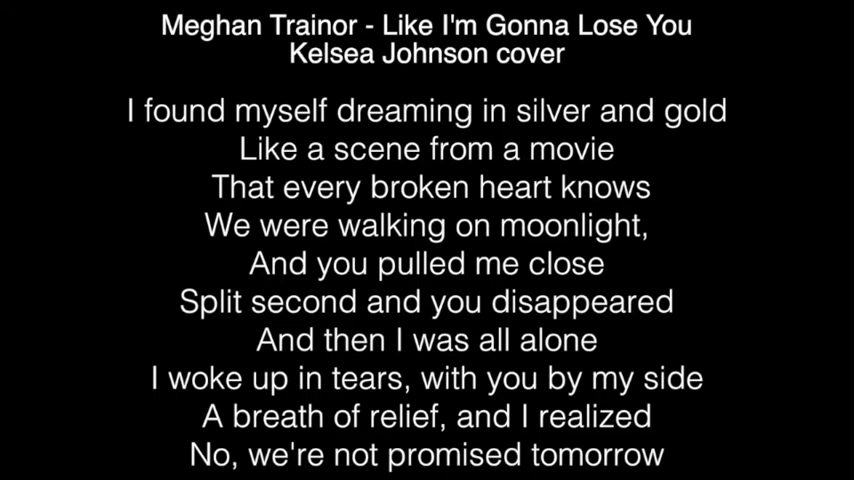 Meghan Trainor - Like I'm Gonna Lose You
Kelsea Johnson cover
I found myself dreaming in silver and gold
Like a scene from a movie
That every broken heart knows
We were walking on moonlight,
And you pulled me close
Split second and you disappeared
And then I was all alone
I woke up in tears, with you by my side
A breath of relief, and I realized
No, we're not promised tomorrow